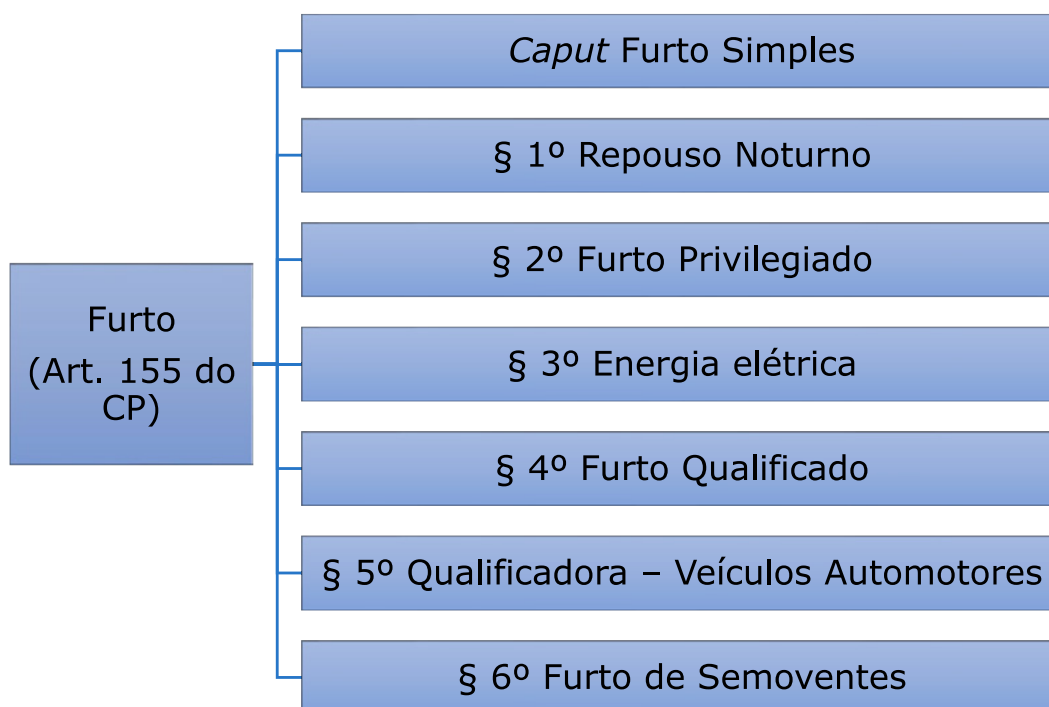 Furto
(Art. 155 do
CP)
Caput Furto Simples
§ 1º Repouso Noturno
§ 2º Furto Privilegiado
§ 3º Energia elétrica
§ 4º Furto Qualificado
§ 5º Qualificadora – Veículos Automotores
§ 6º Furto de Semoventes